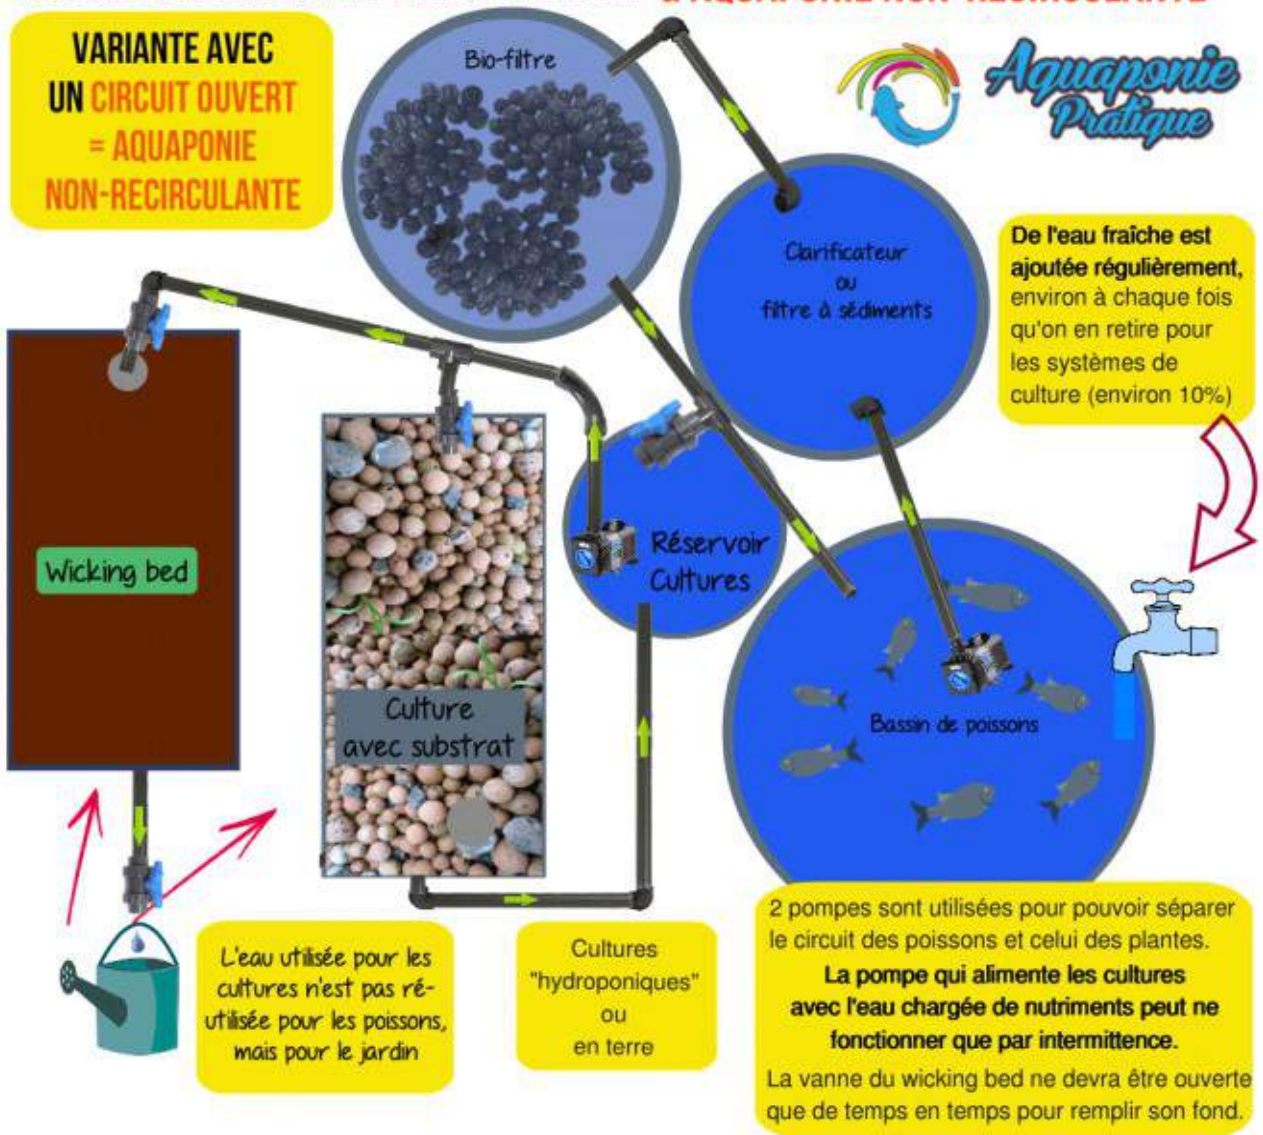 & AQUAPONIE NON-RECIRCULANTE
VARIANTE AVEC
UN CIRCUIT OUVERT
= AQUAPONIE
NON-RECIRCULANTE
Bio-filtre
Aquaponie
Pratique
Clarificateur
ou
filtre à sédiments
De l'eau fraîche est
ajoutée régulièrement,
environ à chaque fois
qu'on en retire pour
les systèmes de
culture (environ 10%)
Réservoir
Cultures
Wicking bed
Culture
avec substrat
Bassin de poissons
L'eau utilisée pour les
cultures n'est pas ré-
utilisée pour les poissons,
mais pour le jardin
Cultures
"hydroponiques"
ou
en terre
2 pompes sont utilisées pour pouvoir séparer
le circuit des poissons et celui des plantes.
La pompe qui alimente les cultures
avec l'eau chargée de nutriments peut ne
fonctionner que par intermittence.
La vanne du wicking bed ne devra être ouverte
que de temps en temps pour remplir son fond.